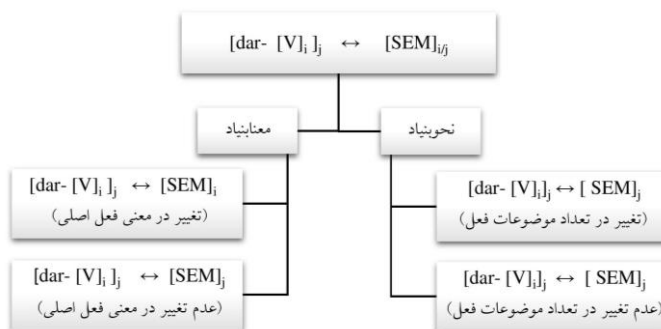 [dar- [V]i ]j ↔ [SEM]i/j
نحوبنیاد
معنابنیاد
[dar- [V]i]j ↔ [ SEM]j
(تغییر در تعداد موضوعات فعل)
[dar- [V]i ]j ↔ [SEM]i
(تغییر در معنی فعل اصلی)
[dar- [V]i]j ↔ [ SEM]j
(عدم تغییر در تعداد موضوعات فعل)
[dar- [V]i ]j ↔ [SEM]j
(عدم تغییر در معنی فعل اصلی)